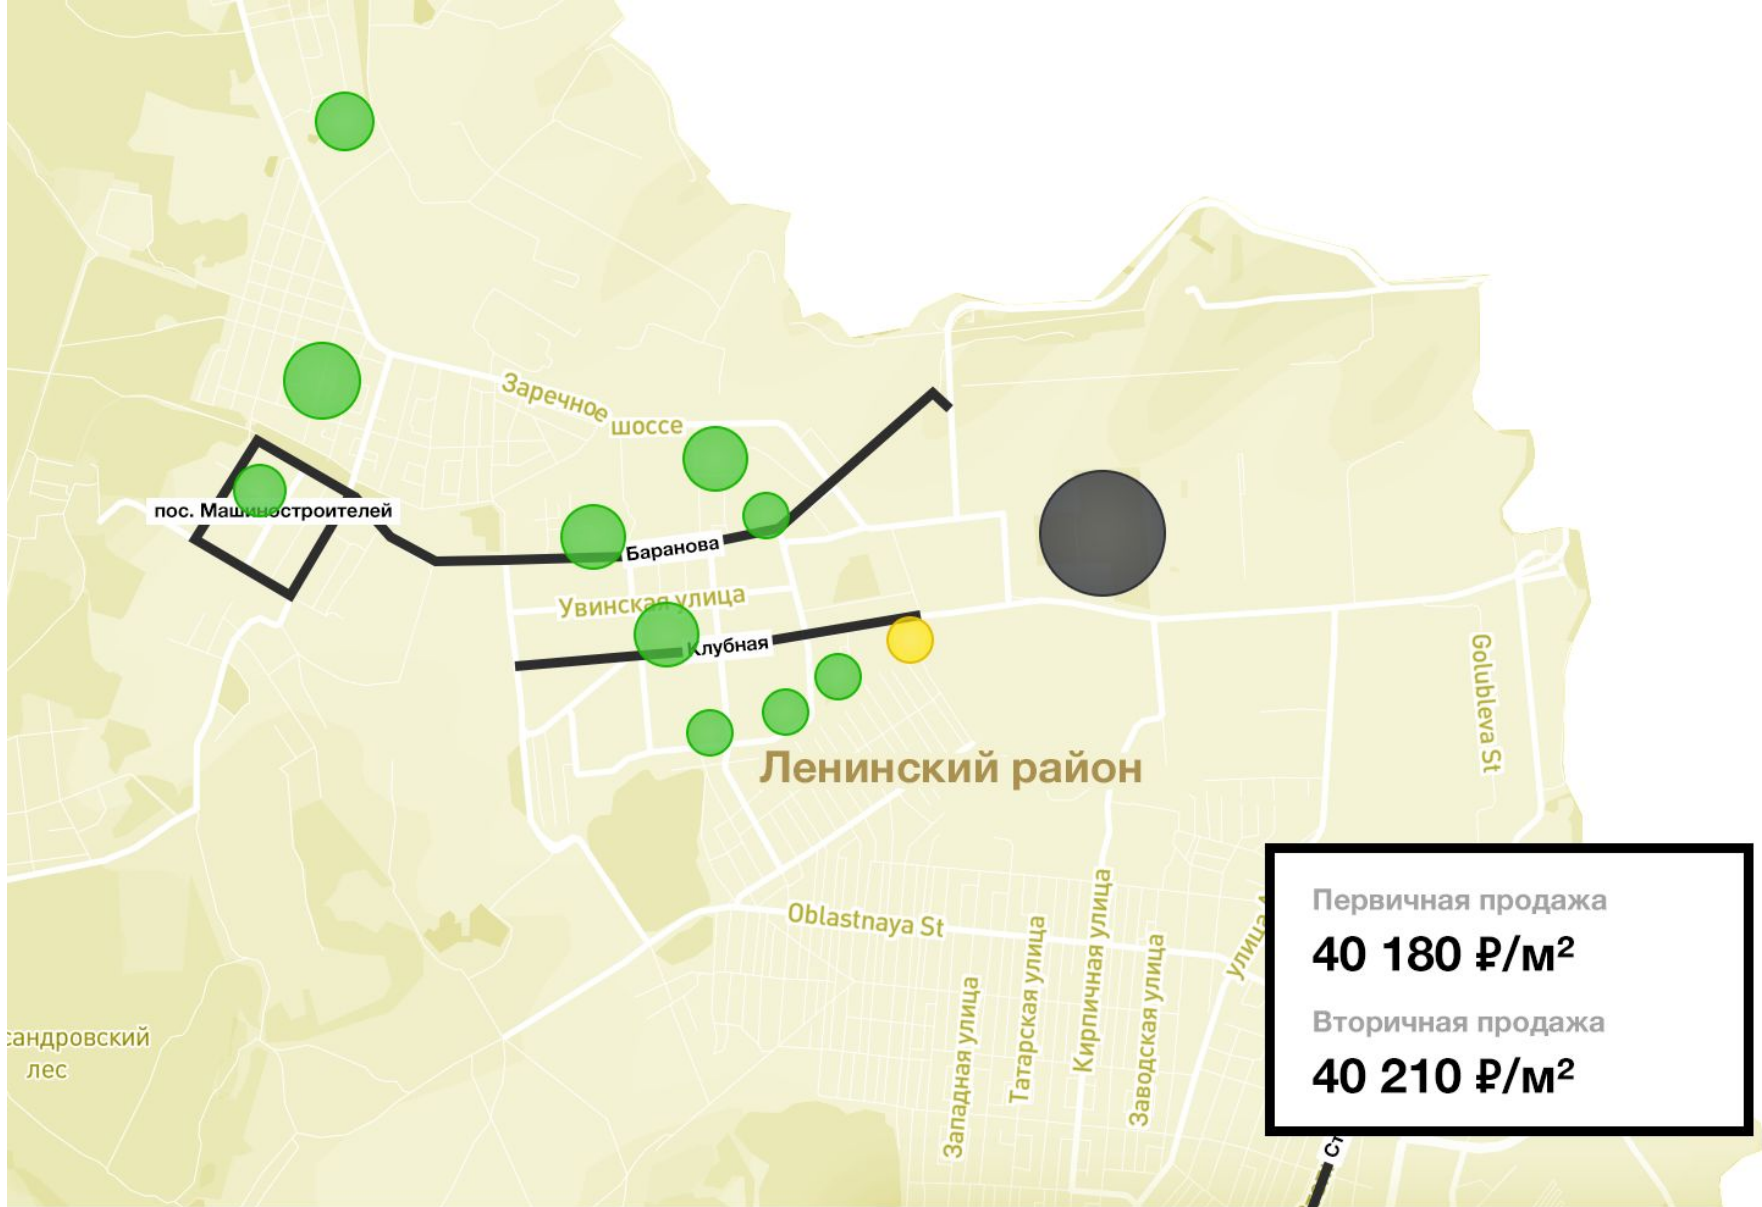 Заречное
шоссе
пос. Машиностроителей
Баранова
Увинская улица
Клубная
Golubleva St
Ленинский район
Oblastnaya St
Западная улица
Татарская улица
Кирпичная улица
Заводская улица
улица
сандровский
лес
Первичная продажа
40 180 ₽/м²
Вторичная продажа
40 210 ₽/м²
Ст